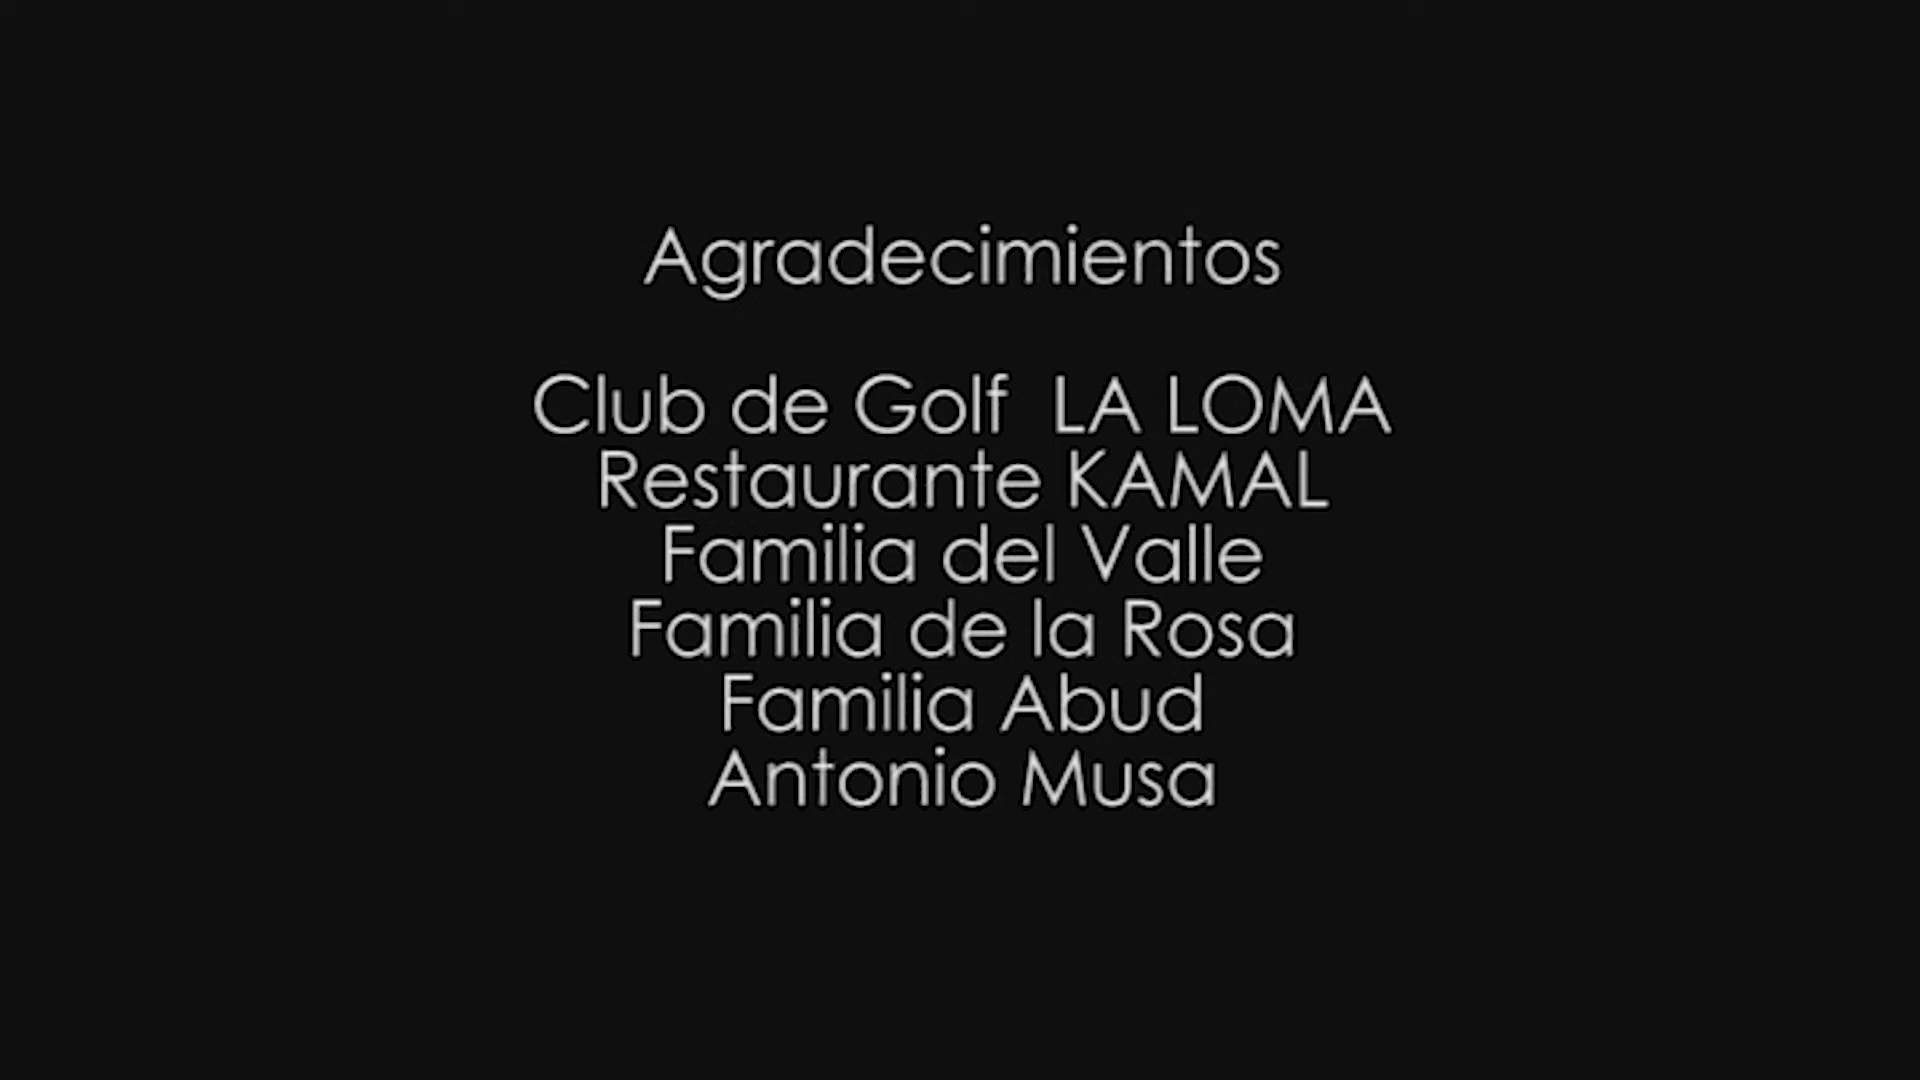 Agradecimientos
Club de Golf  LA LOMA
Restaurante KAMAL
Familia del Valle
Familia de la Rosa
Familia Abud
Antonio Musa